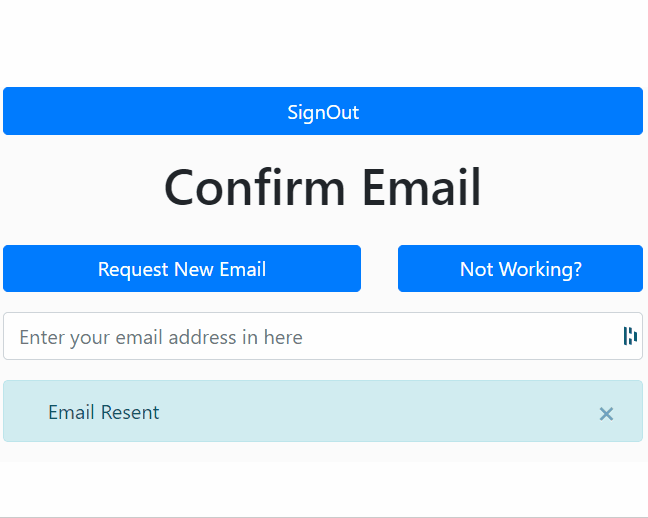 SignOut
Confirm Email
Request New Email
Not Working?
Enter your email address in here
Email Resent
×